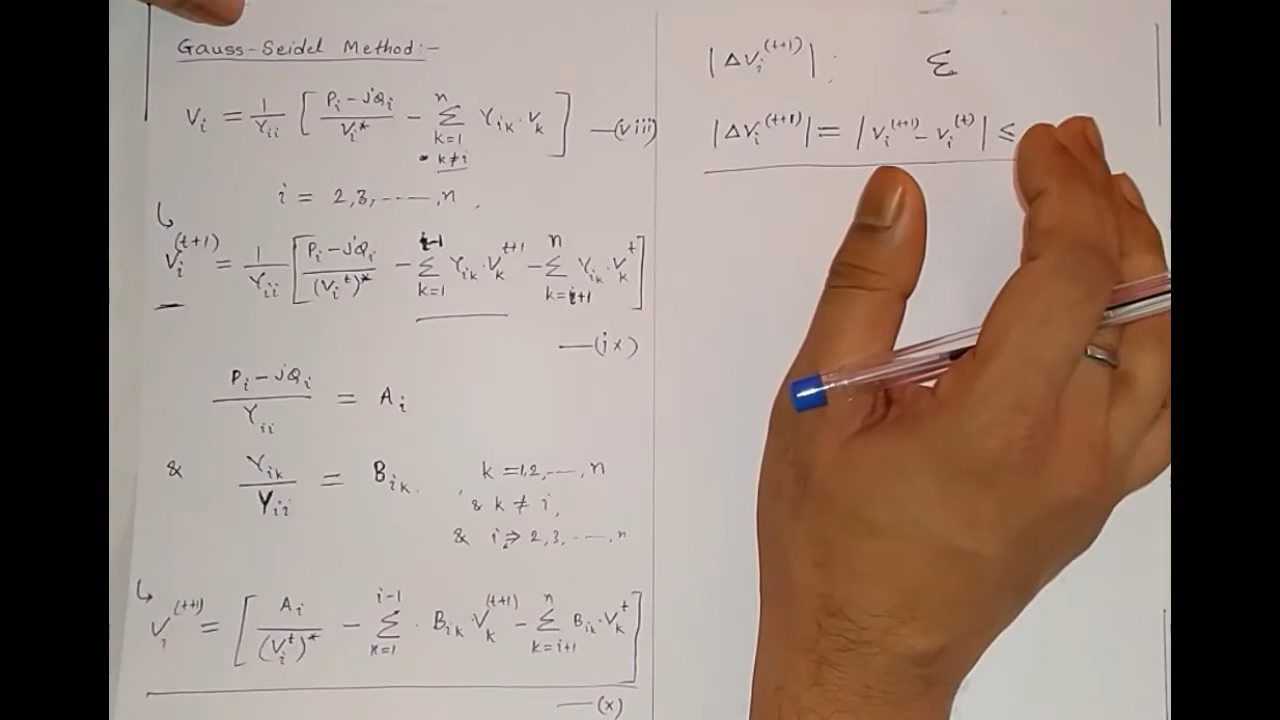 Gauss-Seidel Method:-
V_i = 1/Y_ii [ (P_i - jQ_i)/V_i* - Σ_{k=1, k≠i}^{n} Y_ik · V_k ] —(viii)
i = 2,3,-----,n,
↳ V_i^(t+1) = 1/Y_ii [ (P_i - jQ_i)/(V_i^t)* - Σ_{k=1}^{i-1} Y_ik · V_k^{t+1} - Σ_{k=i+1}^{n} Y_ik · V_k^t ]
—(ix)
(P_i - jQ_i)/Y_ii = A_i
& Y_ik/Y_ii = B_ik. k = 1,2,----,n
& k ≠ i,
& i ⇒ 2,3,----,n
↳ V_i^(t+1) = [ A_i/(V_i^t)* - Σ_{k=1}^{i-1} · B_ik · V_k^(t+1) - Σ_{k=i+1}^{n} B_ik · V_k^t ]
—(x)
|ΔV_i^(t+1)| ; Ɛ
|ΔV_i^(t+1)| = |V_i^(t+1) - V_i^(t)| ≤